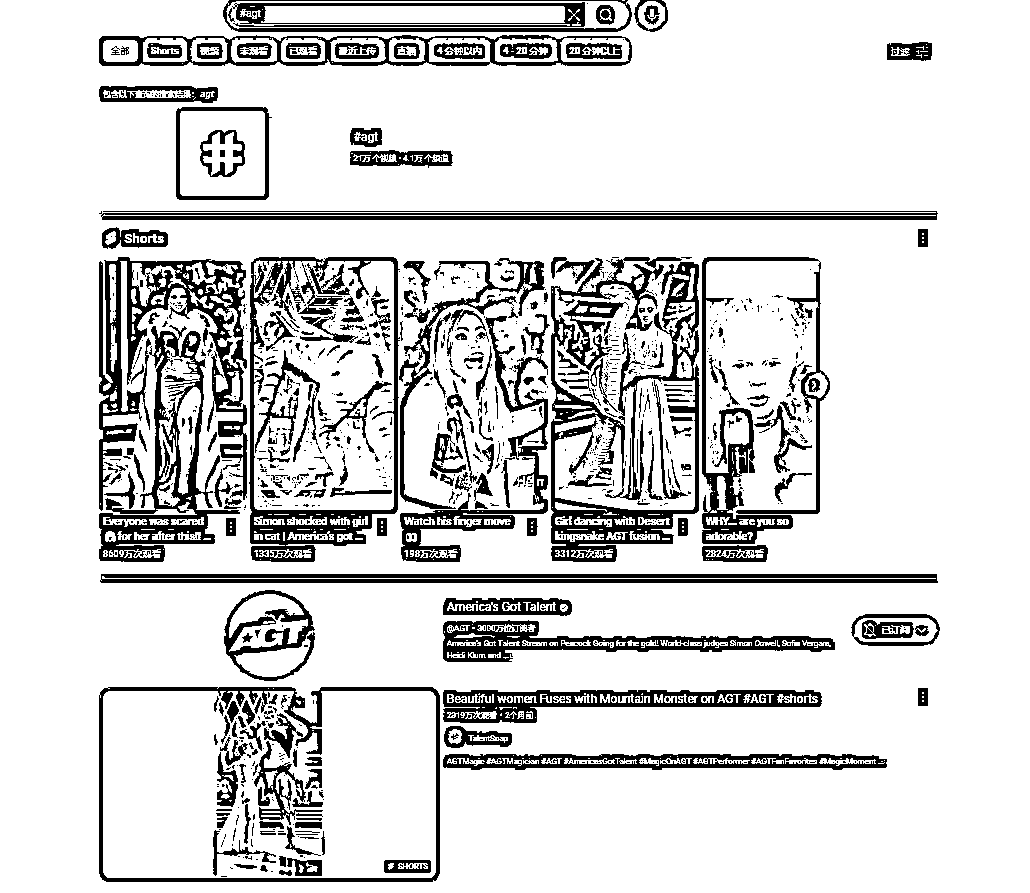 #agt
全部 Shorts 视频 未观看 已观看 最近上传 直播 4 分钟以内 4 - 20 分钟 20 分钟以上 过滤
包含以下查询的搜索结果： agt
#agt
21万 个视频 • 4.1万 个频道
Shorts
Everyone was scared
for her after this!! ...
8609万次观看
Simon shocked with girl
in cat | America's got ...
1335万次观看
Watch his finger move
198万次观看
Girl dancing with Desert
kingsnake AGT fusion ...
3312万次观看
WHY... are you so
adorable?
2824万次观看
AGT
America's Got Talent
@AGT • 3000万位订阅者
America's Got Talent Stream on Peacock Going for the gold! World-class judges Simon Cowell, Sofia Vergara,
Heidi Klum and ...
已订阅
Beautiful women Fuses with Mountain Monster on AGT #AGT #shorts
2319万次观看 • 2个月前
TalentSoap
AGTMagic #AGTMagician #AGT #AmericasGotTalent #MagicOnAGT #AGTPerformer #AGTFanFavorites #MagicMoment ...
SHORTS